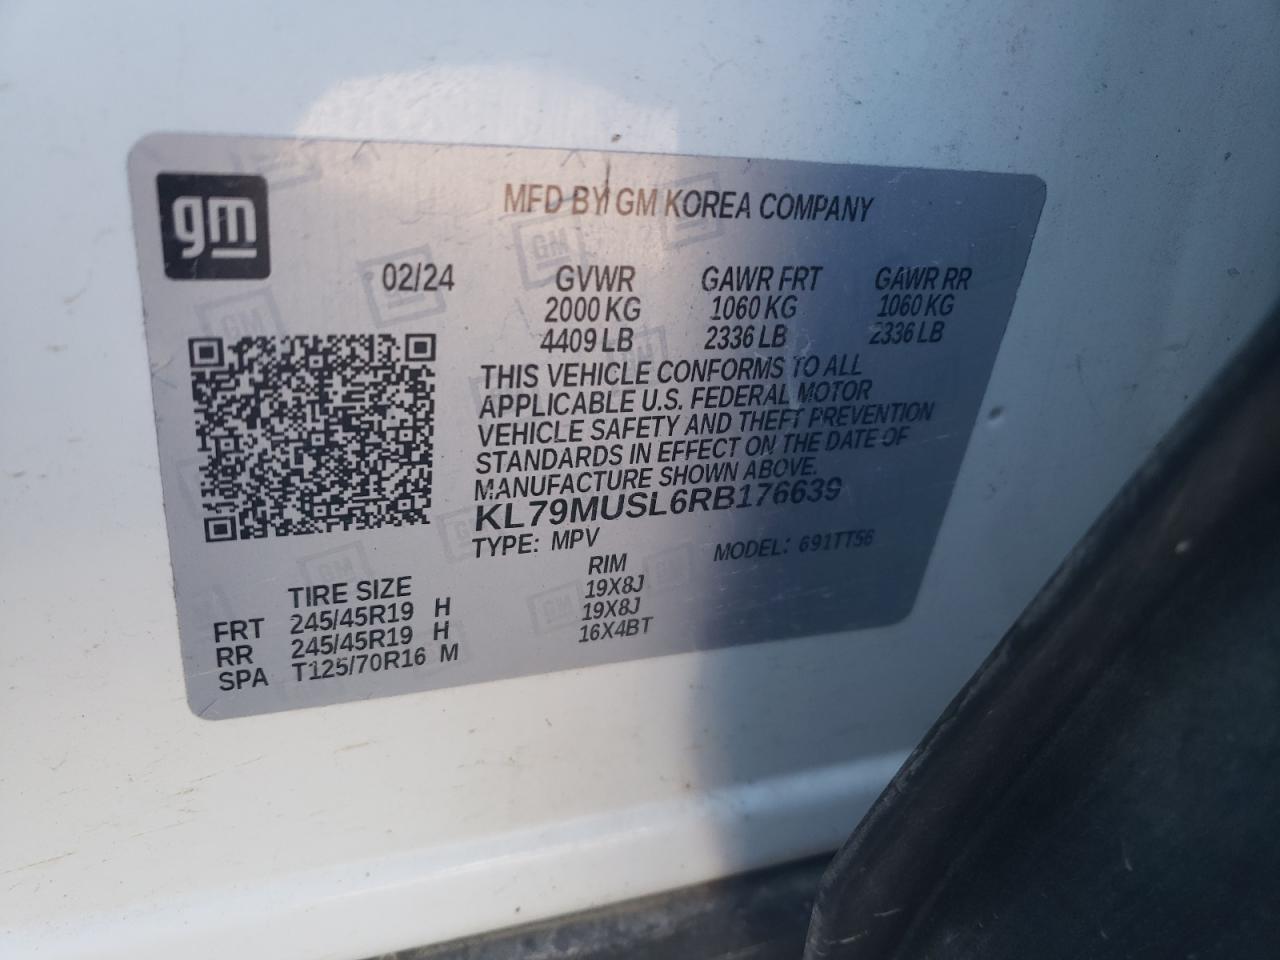 gm
MFD BY GM KOREA COMPANY
02/24 GVWR GAWR FRT GAWR RR
2000 KG 1060 KG 1060 KG
4409 LB 2336 LB 2336 LB
THIS VEHICLE CONFORMS TO ALL
APPLICABLE U.S. FEDERAL MOTOR
VEHICLE SAFETY AND THEFT PREVENTION
STANDARDS IN EFFECT ON THE DATE OF
MANUFACTURE SHOWN ABOVE.
KL79MUSL6RB176639
TYPE: MPV MODEL: 691TT56
TIRE SIZE RIM
FRT 245/45R19 H 19X8J
RR 245/45R19 H 19X8J
SPA T125/70R16 M 16X4BT